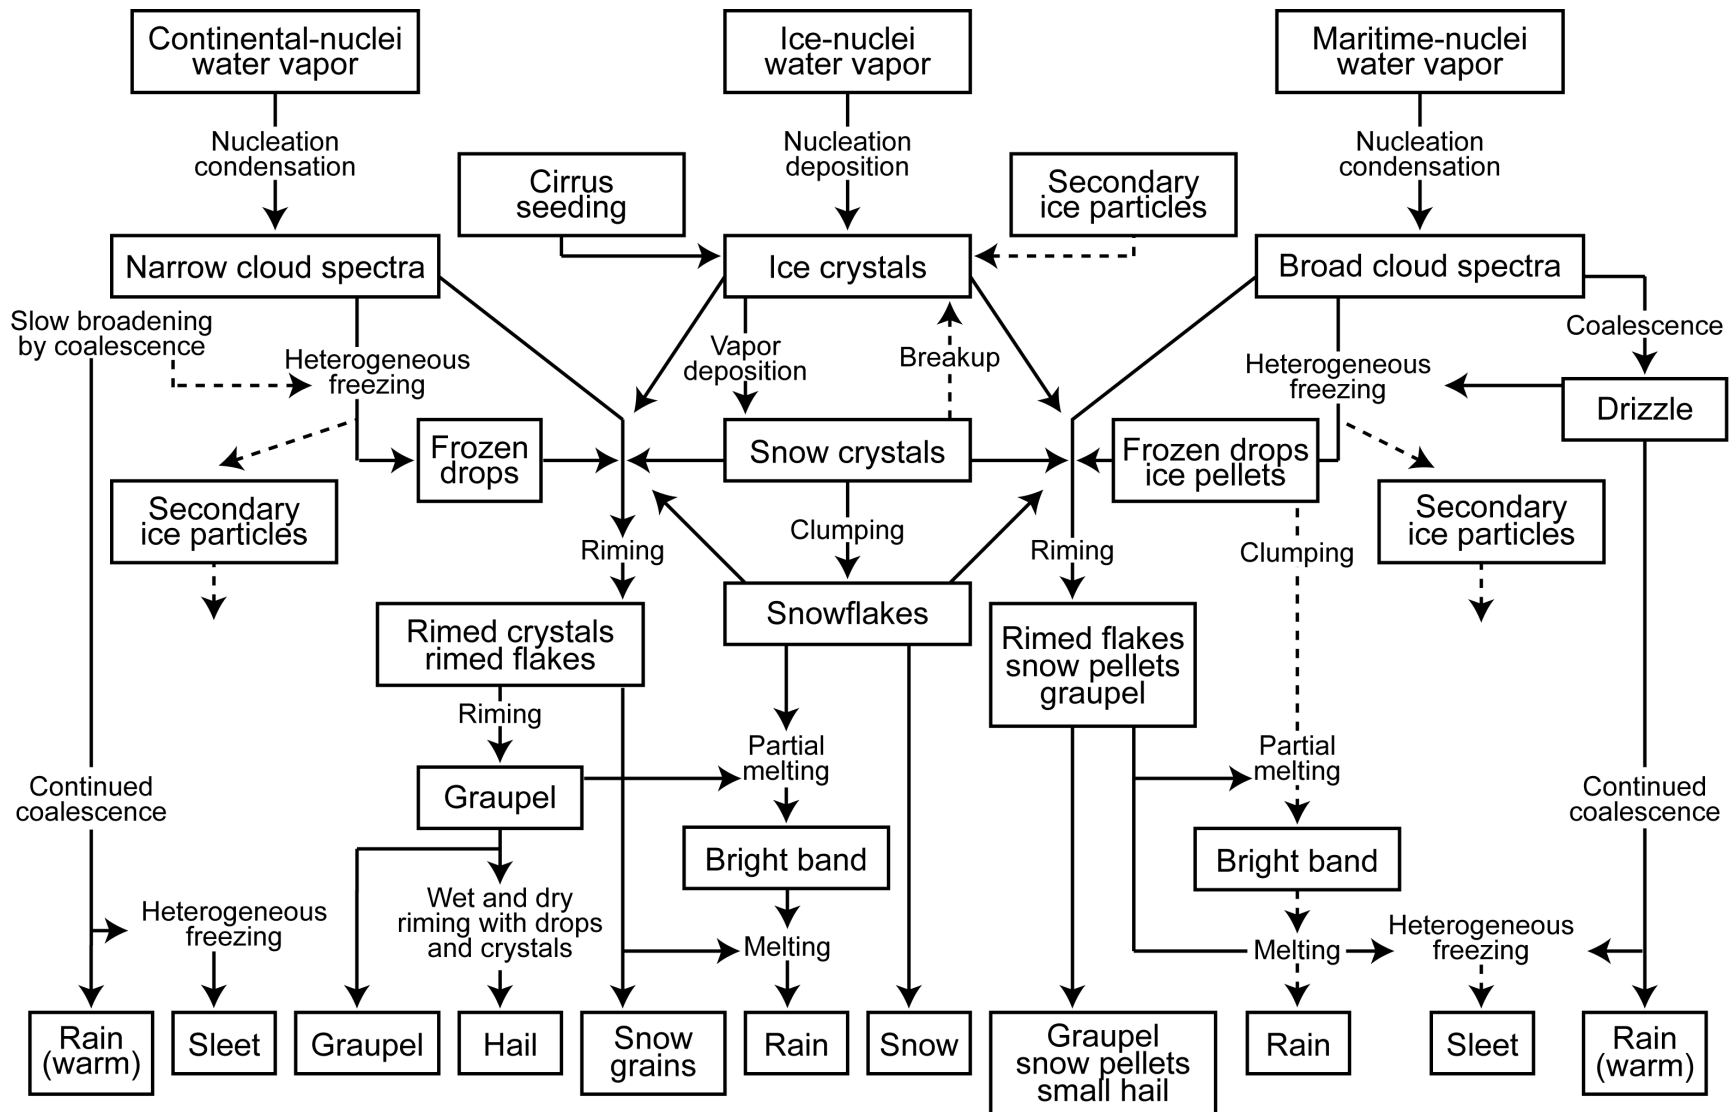 Continental-nuclei
water vapor
Ice-nuclei
water vapor
Maritime-nuclei
water vapor
Nucleation
condensation
Nucleation
deposition
Nucleation
condensation
Cirrus
seeding
Secondary
ice particles
Narrow cloud spectra
Ice crystals
Broad cloud spectra
Slow broadening
by coalescence
Heterogeneous
freezing
Vapor
deposition
Breakup
Heterogeneous
freezing
Coalescence
Drizzle
Frozen
drops
Snow crystals
Frozen drops
ice pellets
Secondary
ice particles
Riming
Clumping
Riming
Clumping
Secondary
ice particles
Rimed crystals
rimed flakes
Snowflakes
Rimed flakes
snow pellets
graupel
Riming
Partial
melting
Partial
melting
Continued
coalescence
Graupel
Continued
coalescence
Bright band
Bright band
Heterogeneous
freezing
Wet and dry
riming with drops
and crystals
Melting
Melting
Heterogeneous
freezing
Rain
(warm)
Sleet
Graupel
Hail
Snow
grains
Rain
Snow
Graupel
snow pellets
small hail
Rain
Sleet
Rain
(warm)